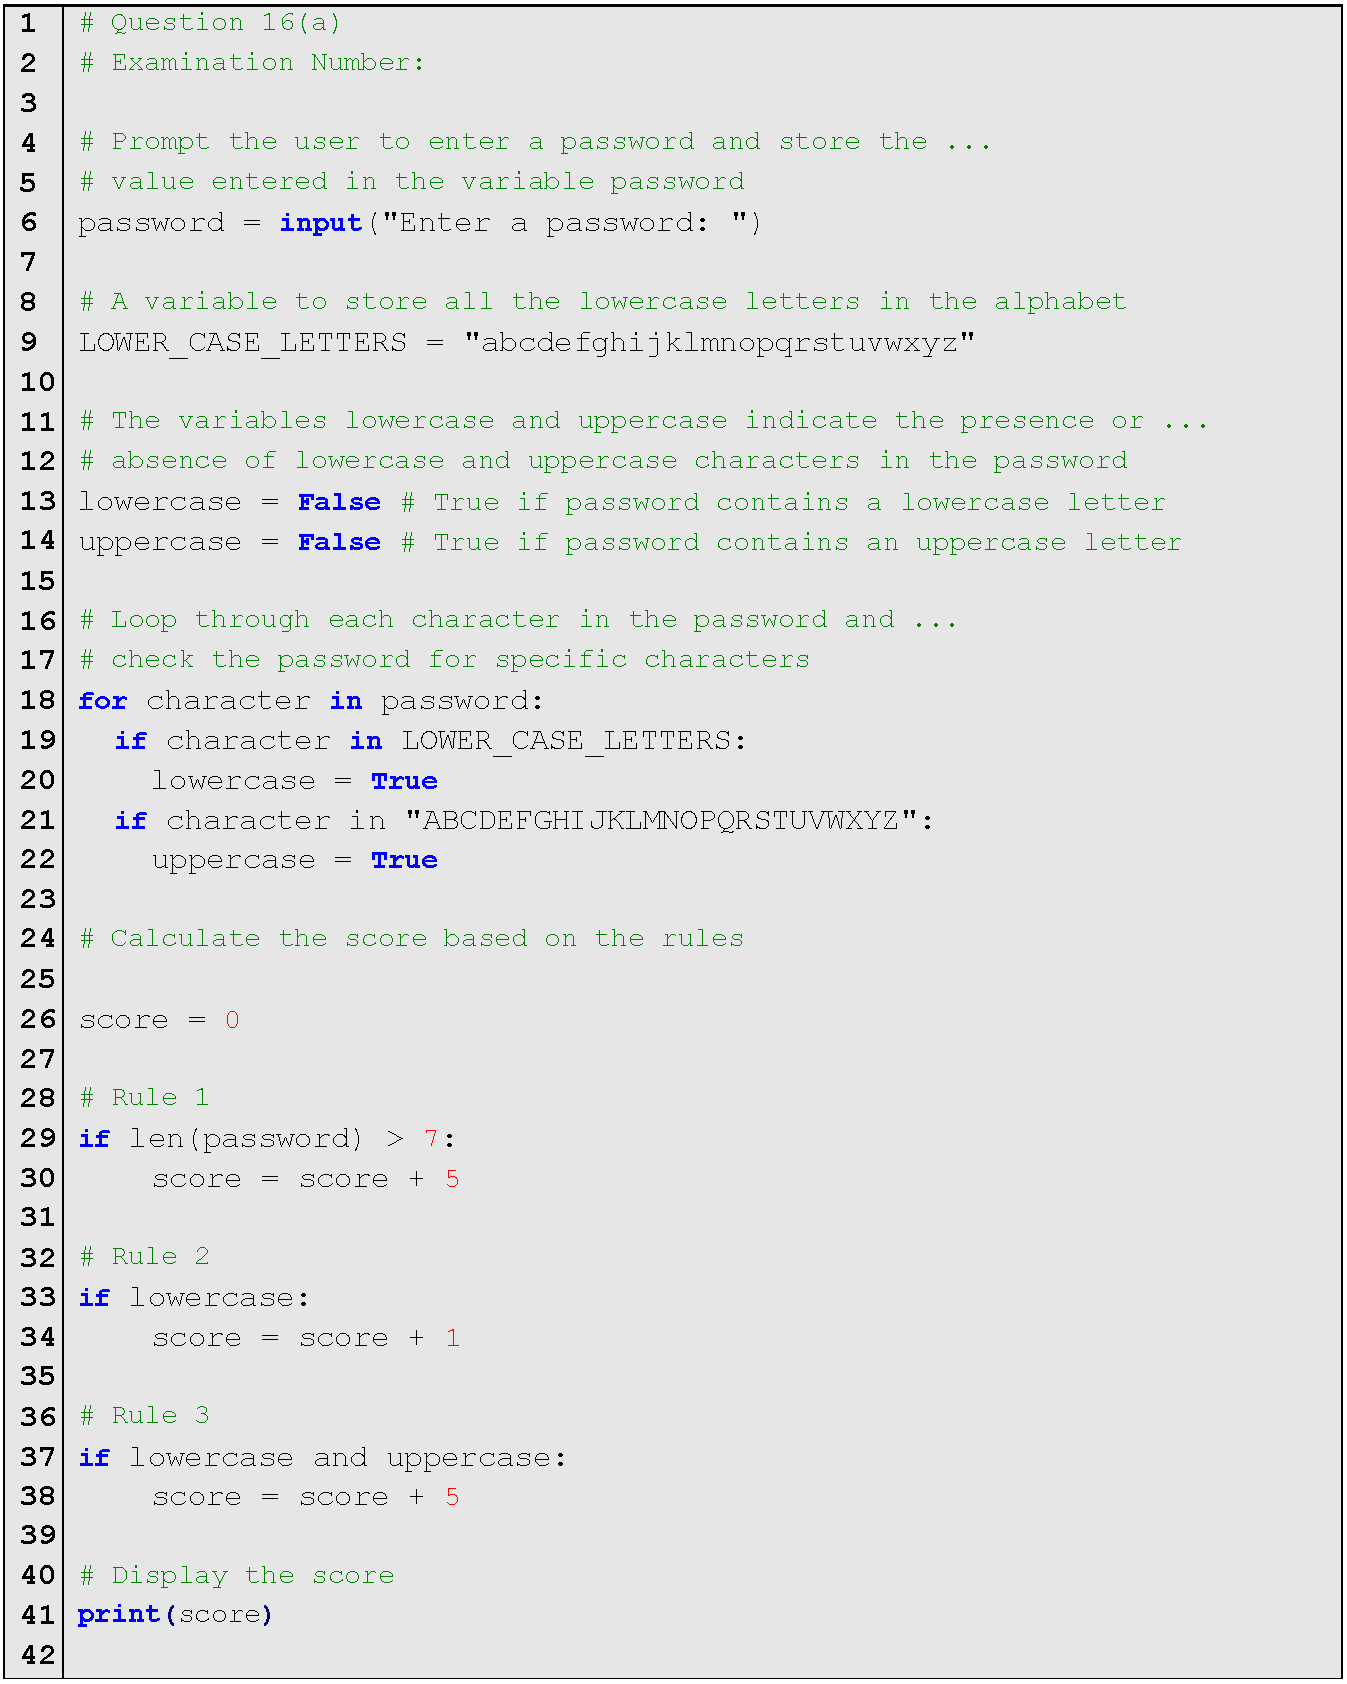 1 # Question 16(a)
2 # Examination Number:
3
4 # Prompt the user to enter a password and store the ...
5 # value entered in the variable password
6 password = input("Enter a password: ")
7
8 # A variable to store all the lowercase letters in the alphabet
9 LOWER_CASE_LETTERS = "abcdefghijklmnopqrstuvwxyz"
10
11 # The variables lowercase and uppercase indicate the presence or ...
12 # absence of lowercase and uppercase characters in the password
13 lowercase = False # True if password contains a lowercase letter
14 uppercase = False # True if password contains an uppercase letter
15
16 # Loop through each character in the password and ...
17 # check the password for specific characters
18 for character in password:
19   if character in LOWER_CASE_LETTERS:
20     lowercase = True
21   if character in "ABCDEFGHIJKLMNOPQRSTUVWXYZ":
22     uppercase = True
23
24 # Calculate the score based on the rules
25
26 score = 0
27
28 # Rule 1
29 if len(password) > 7:
30     score = score + 5
31
32 # Rule 2
33 if lowercase:
34     score = score + 1
35
36 # Rule 3
37 if lowercase and uppercase:
38     score = score + 5
39
40 # Display the score
41 print(score)
42